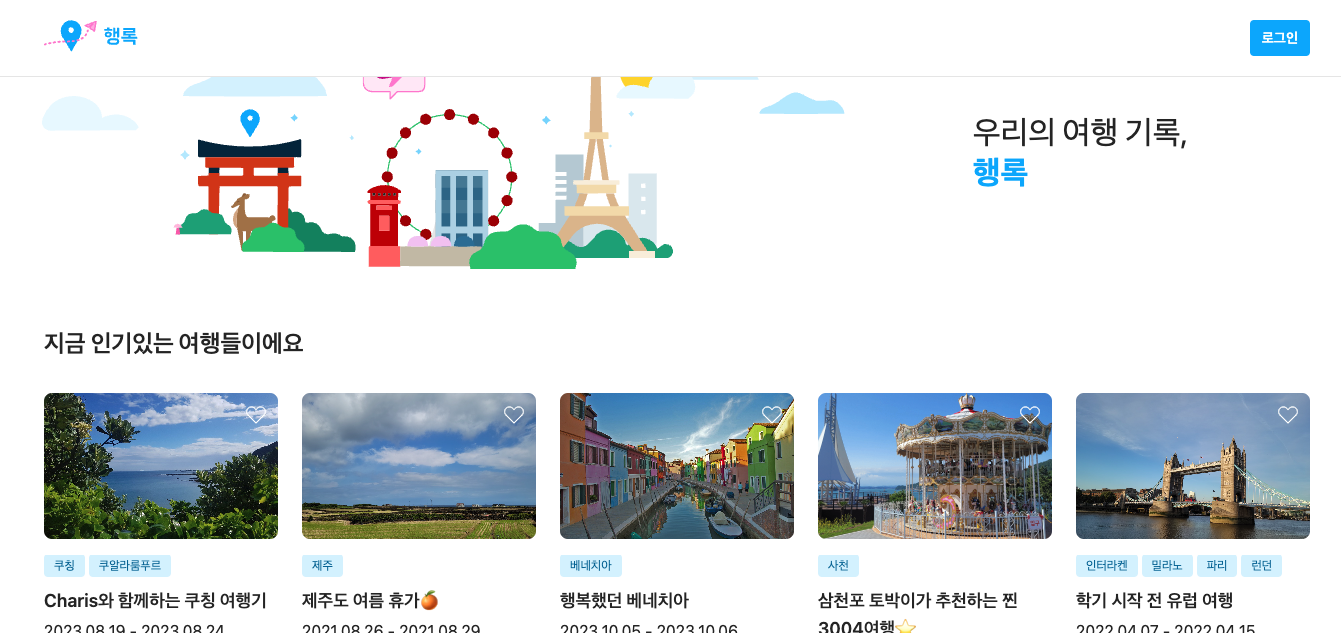 행록
로그인
우리의 여행 기록,
행록
지금 인기있는 여행들이에요
쿠칭 쿠알라룸푸르
Charis와 함께하는 쿠칭 여행기
2023.08.19 - 2023.08.24
제주
제주도 여름 휴가🍊
2021.08.26 - 2021.08.29
베네치아
행복했던 베네치아
2023.10.05 - 2023.10.06
사천
삼천포 토박이가 추천하는 찐
3004여행⭐
인터라켄 밀라노 파리 런던
학기 시작 전 유럽 여행
2022.04.07 - 2022.04.15